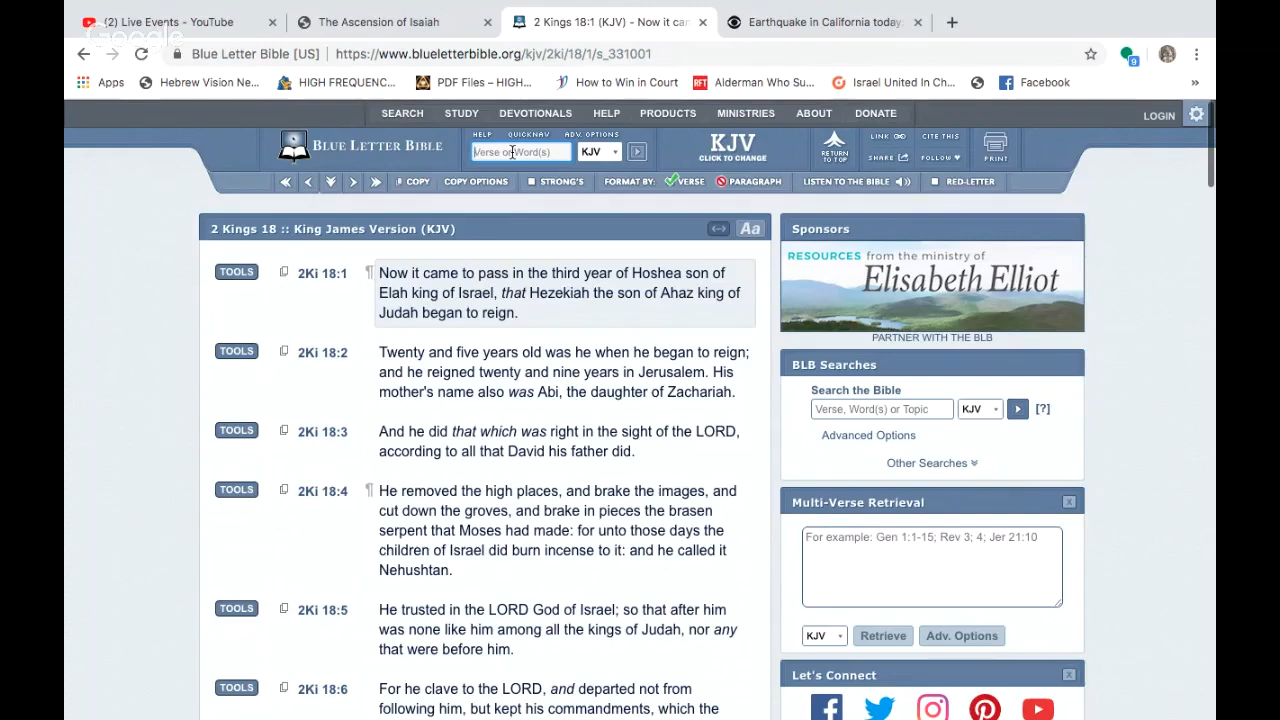 (2) Live Events - YouTube
The Ascension of Isaiah
2 Kings 18:1 (KJV) - Now it cam
Earthquake in California today:
Google
Blue Letter Bible [US] | https://www.blueletterbible.org/kjv/2ki/18/1/s_331001
9
Apps
Hebrew Vision Ne...
HIGH FREQUENC...
PDF Files – HIGH...
How to Win in Court
RFT
Alderman Who Su...
Israel United In Ch...
Facebook
»
SEARCH
STUDY
DEVOTIONALS
HELP
PRODUCTS
MINISTRIES
ABOUT
DONATE
LOGIN
HELP
QUICKNAV
ADV. OPTIONS
BLUE LETTER BIBLE
Verse or Word(s)
KJV
KJV
CLICK TO CHANGE
RETURN
TO TOP
LINK
CITE THIS
SHARE
FOLLOW
PRINT
COPY
COPY OPTIONS
STRONG'S
FORMAT BY:
VERSE
PARAGRAPH
LISTEN TO THE BIBLE
RED-LETTER
2 Kings 18 :: King James Version (KJV)
Aa
TOOLS
2Ki 18:1
¶
Now it came to pass in the third year of Hoshea son of
Elah king of Israel, that Hezekiah the son of Ahaz king of
Judah began to reign.
TOOLS
2Ki 18:2
Twenty and five years old was he when he began to reign;
and he reigned twenty and nine years in Jerusalem. His
mother's name also was Abi, the daughter of Zachariah.
TOOLS
2Ki 18:3
And he did that which was right in the sight of the LORD,
according to all that David his father did.
TOOLS
2Ki 18:4
¶
He removed the high places, and brake the images, and
cut down the groves, and brake in pieces the brasen
serpent that Moses had made: for unto those days the
children of Israel did burn incense to it: and he called it
Nehushtan.
TOOLS
2Ki 18:5
He trusted in the LORD God of Israel; so that after him
was none like him among all the kings of Judah, nor any
that were before him.
TOOLS
2Ki 18:6
For he clave to the LORD, and departed not from
following him, but kept his commandments, which the
Sponsors
RESOURCES from the ministry of
Elisabeth Elliot
PARTNER WITH THE BLB
BLB Searches
Search the Bible
Verse, Word(s) or Topic
KJV
[?]
Advanced Options
Other Searches
Multi-Verse Retrieval
For example: Gen 1:1-15; Rev 3; 4; Jer 21:10
KJV
Retrieve
Adv. Options
Let's Connect